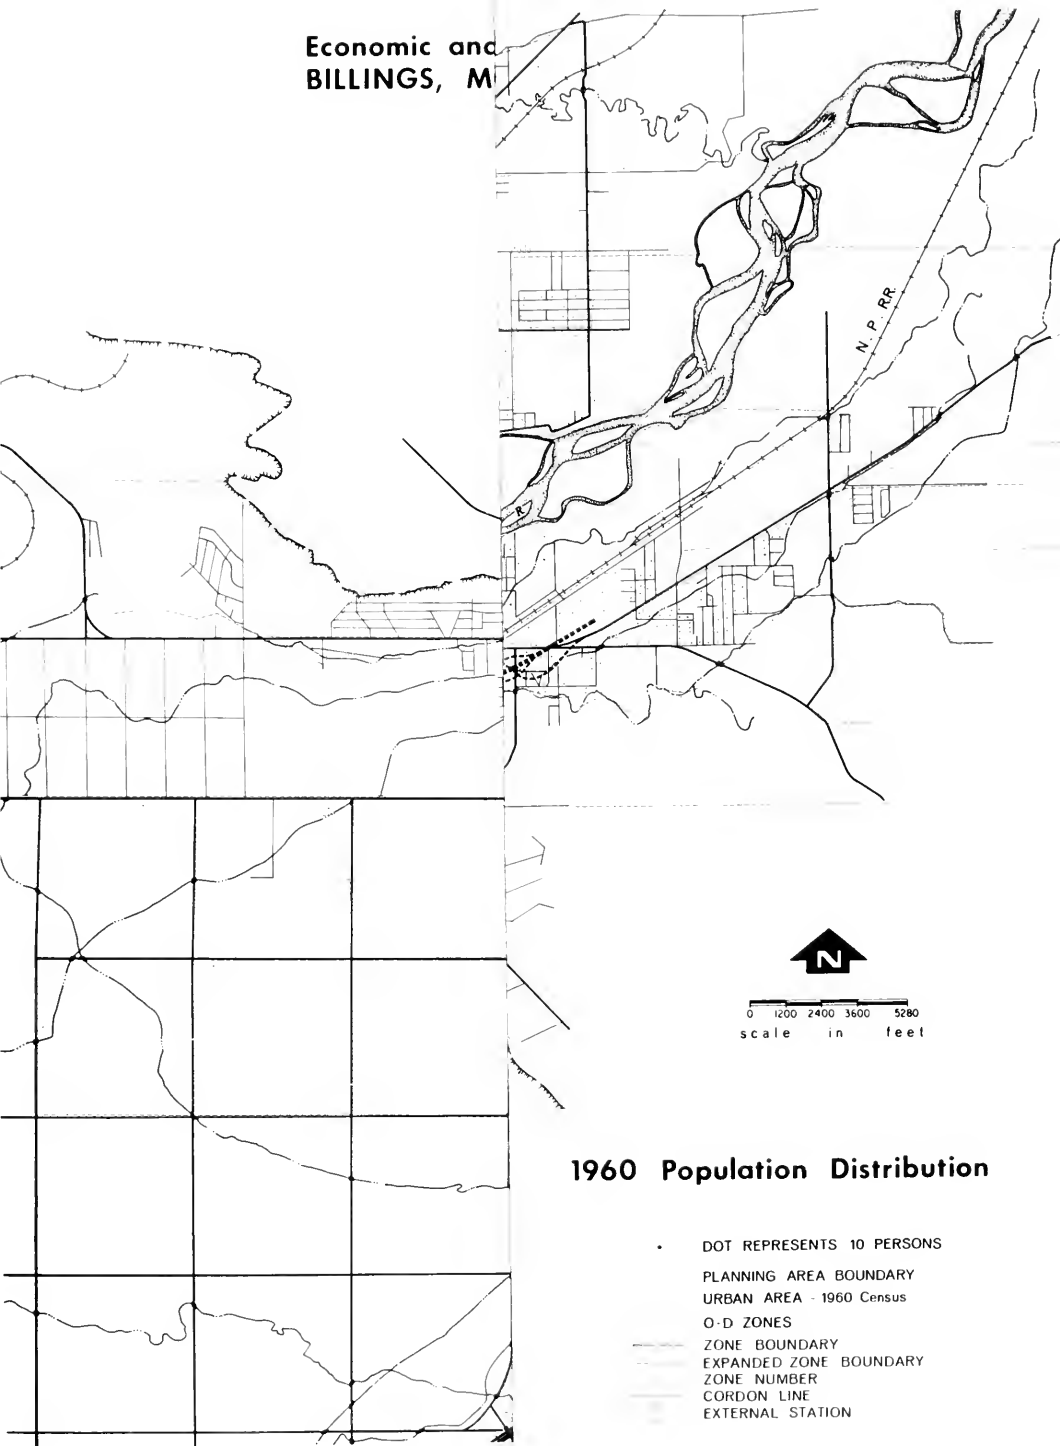 Economic and
BILLINGS, M
N. P. R.R.
R.
N
0 1200 2400 3600 5280
scale in feet
1960 Population Distribution
DOT REPRESENTS 10 PERSONS
PLANNING AREA BOUNDARY
URBAN AREA - 1960 Census
O-D ZONES
ZONE BOUNDARY
EXPANDED ZONE BOUNDARY
ZONE NUMBER
CORDON LINE
EXTERNAL STATION